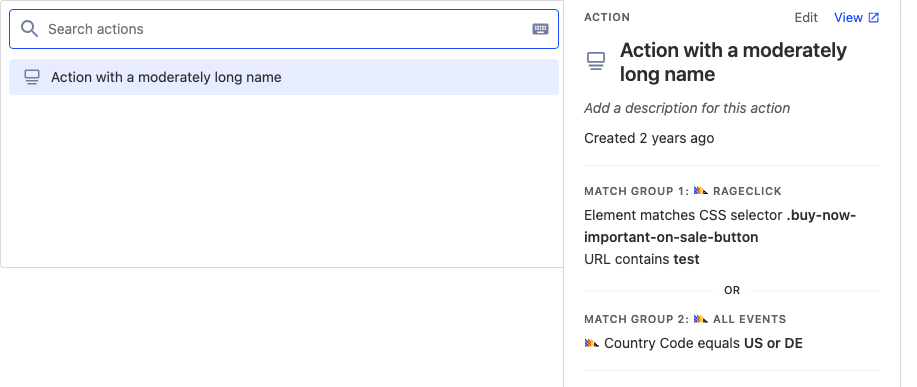 Search actions
Action with a moderately long name
ACTION
Edit
View
Action with a moderately
long name
Add a description for this action
Created 2 years ago
MATCH GROUP 1: RAGECLICK
Element matches CSS selector .buy-now-
important-on-sale-button
URL contains test
OR
MATCH GROUP 2: ALL EVENTS
Country Code equals US or DE